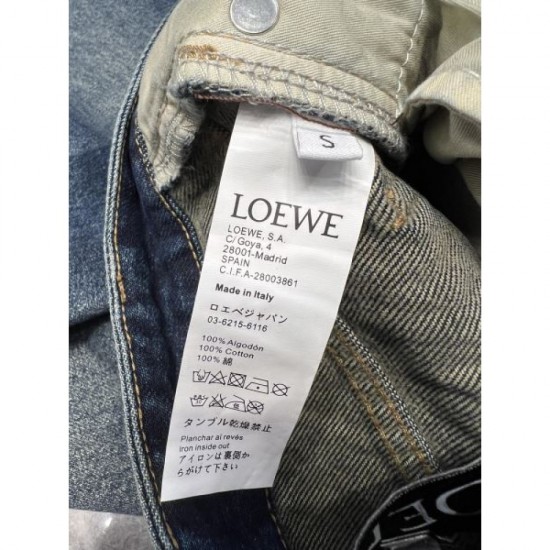 S
LOEWE
LOEWE, S.A.
C/Goya, 4
28001-Madrid
SPAIN
C.I.F.A-28003861
Made in Italy
ロエベジャパン
03-6215-6116
100% Algodón
100% Cotton
100% 綿
タンブル乾燥禁止
Planchar al revés
Iron inside out
アイロンは裏側か
らがけて下さい